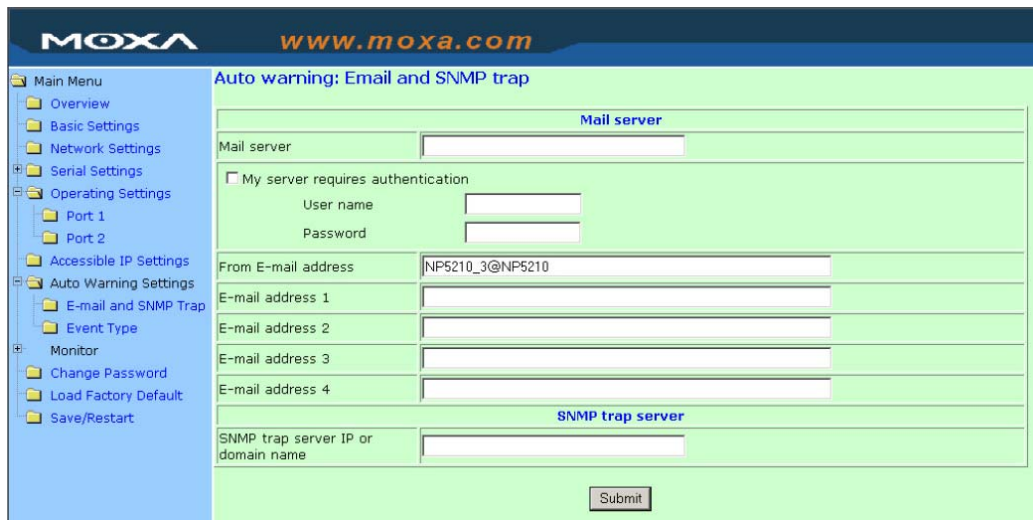 MOXA www.moxa.com
Main Menu
Overview
Basic Settings
Network Settings
Serial Settings
Operating Settings
Port 1
Port 2
Accessible IP Settings
Auto Warning Settings
E-mail and SNMP Trap
Event Type
Monitor
Change Password
Load Factory Default
Save/Restart
Auto warning: Email and SNMP trap
Mail server
Mail server
My server requires authentication
User name
Password
From E-mail address NP5210_3@NP5210
E-mail address 1
E-mail address 2
E-mail address 3
E-mail address 4
SNMP trap server
SNMP trap server IP or
domain name
Submit